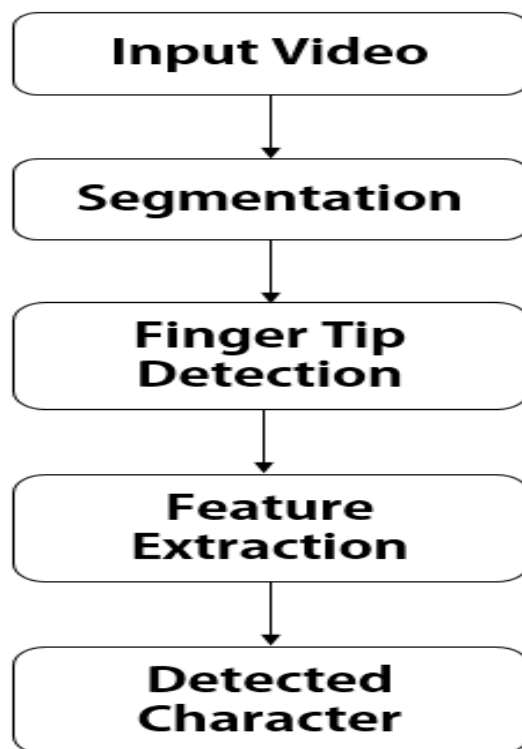 Input Video
Segmentation
Finger Tip
Detection
Feature
Extraction
Detected
Character